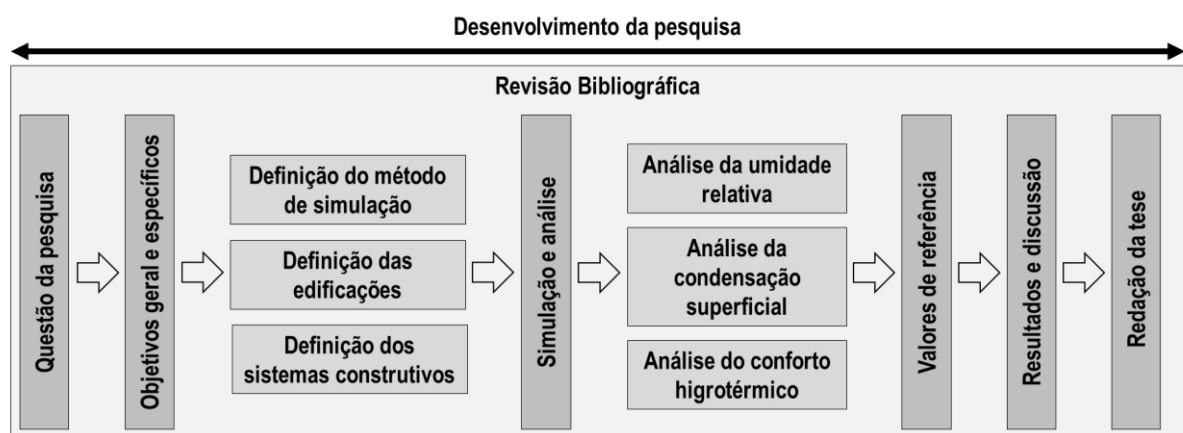 Desenvolvimento da pesquisa
Revisão Bibliográfica
Questão da pesquisa
Objetivos geral e específicos
Definição do método
de simulação
Definição das
edificações
Definição dos
sistemas construtivos
Simulação e análise
Análise da umidade
relativa
Análise da
condensação
superficial
Análise do conforto
higrotérmico
Valores de referência
Resultados e discussão
Redação da tese